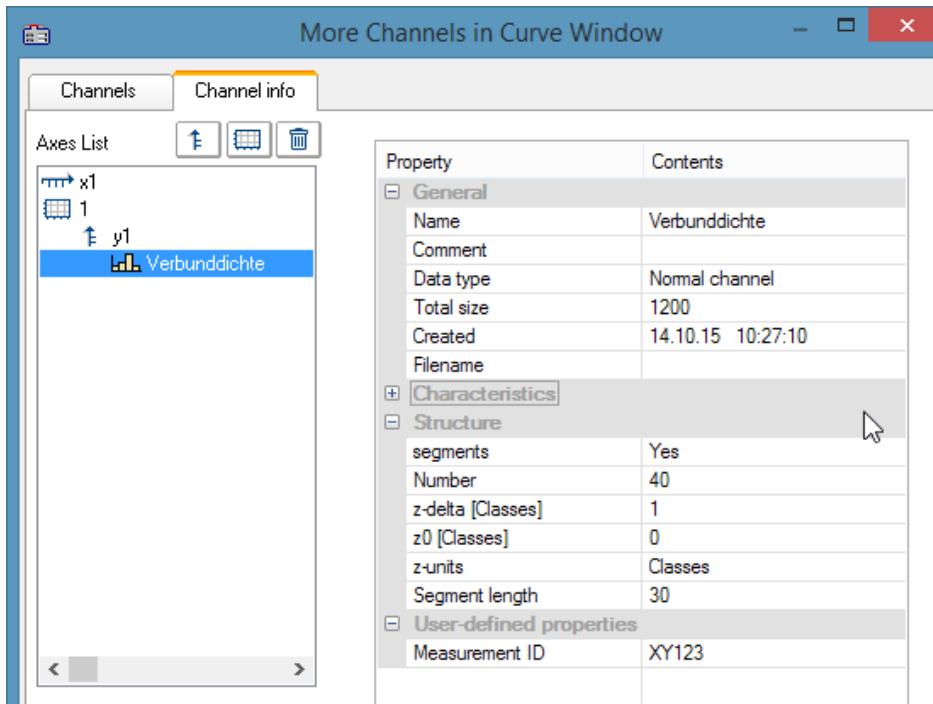 More Channels in Curve Window
Channels Channel info
Axes List
x1
1
y1
Verbunddichte
Property Contents
General
Name Verbunddichte
Comment
Data type Normal channel
Total size 1200
Created 14.10.15 10:27:10
Filename
Characteristics
Structure
segments Yes
Number 40
z-delta [Classes] 1
z0 [Classes] 0
z-units Classes
Segment length 30
User-defined properties
Measurement ID XY123